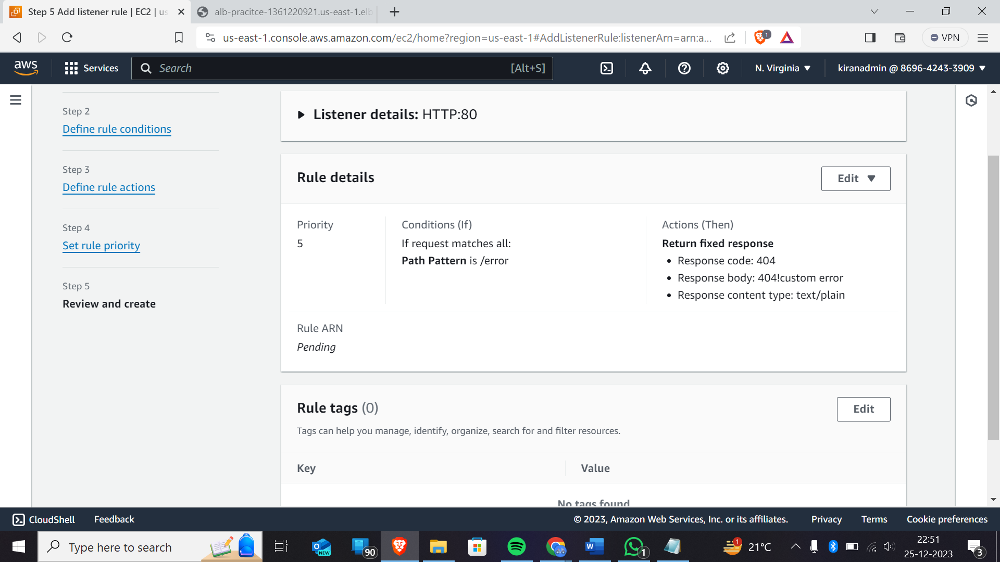 Step 5 Add listener rule | EC2 | us
alb-pracitce-1361220921.us-east-1.elb
us-east-1.console.aws.amazon.com/ec2/home?region=us-east-1#AddListenerRule:listenerArn=arn:a...
1
VPN
aws
Services
Search
[Alt+S]
N. Virginia
kiranadmin @ 8696-4243-3909
Step 2
Define rule conditions
Step 3
Define rule actions
Step 4
Set rule priority
Step 5
Review and create
Listener details: HTTP:80
Rule details
Edit
Priority
5
Conditions (If)
If request matches all:
Path Pattern is /error
Actions (Then)
Return fixed response
• Response code: 404
• Response body: 404!custom error
• Response content type: text/plain
Rule ARN
Pending
Rule tags (0)
Edit
Tags can help you manage, identify, organize, search for and filter resources.
Key
Value
No tags found
CloudShell
Feedback
© 2023, Amazon Web Services, Inc. or its affiliates.
Privacy
Terms
Cookie preferences
Type here to search
NEW
90
W
1
1
21°C
22:51
25-12-2023
3